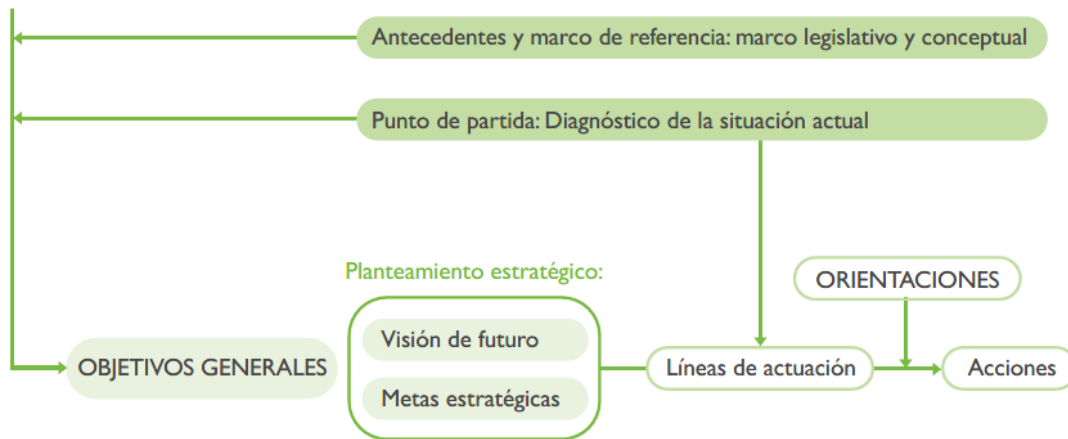 Antecedentes y marco de referencia: marco legislativo y conceptual
Punto de partida: Diagnóstico de la situación actual
Planteamiento estratégico:
ORIENTACIONES
Visión de futuro
OBJETIVOS GENERALES
Líneas de actuación
Acciones
Metas estratégicas